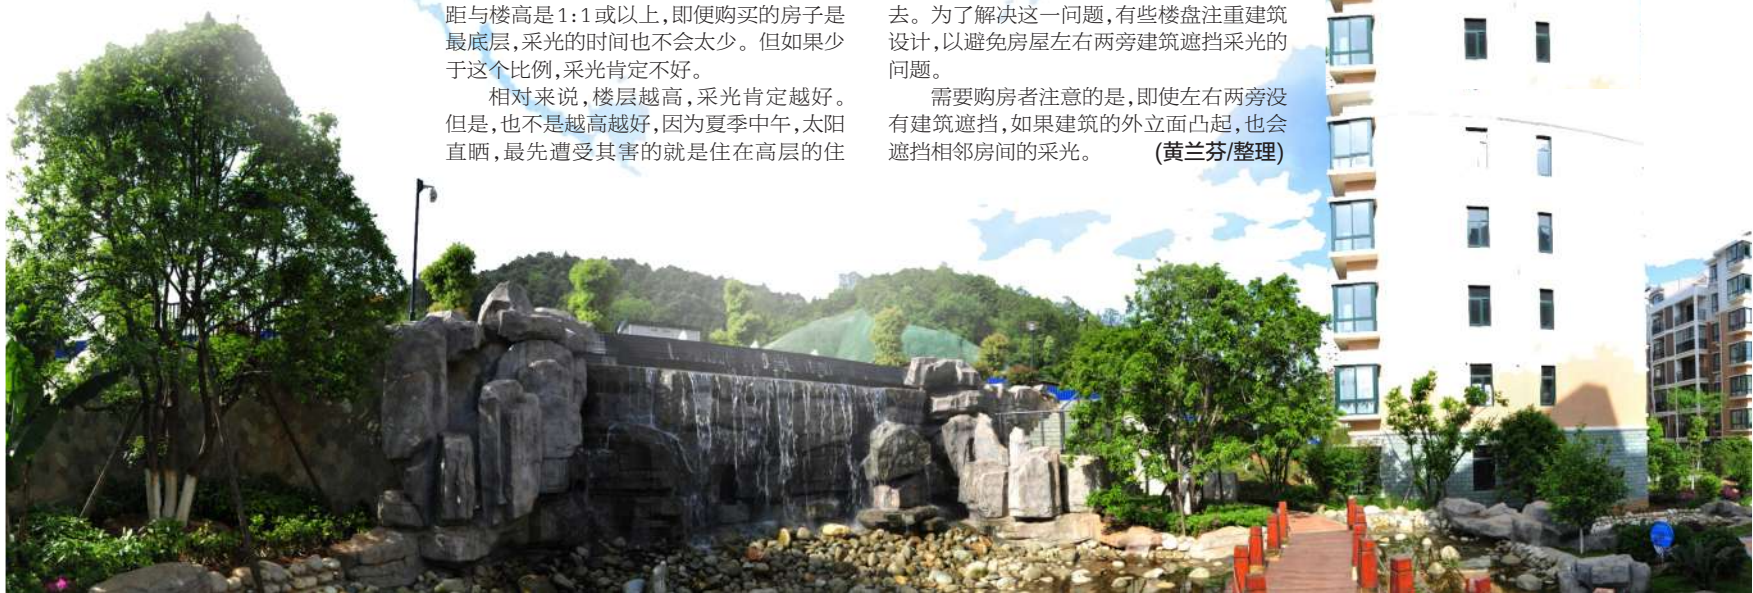 距与楼高是1:1或以上,即便购买的房子是
最底层,采光的时间也不会太少。但如果少
于这个比例,采光肯定不好。
相对来说,楼层越高,采光肯定越好。
但是,也不是越高越好,因为夏季中午,太阳
直晒,最先遭受其害的就是住在高层的住
去。为了解决这一问题,有些楼盘注重建筑
设计,以避免房屋左右两旁建筑遮挡采光的
问题。
需要购房者注意的是,即使左右两旁没
有建筑遮挡,如果建筑的外立面凸起,也会
遮挡相邻房间的采光。 (黄兰芬/整理)